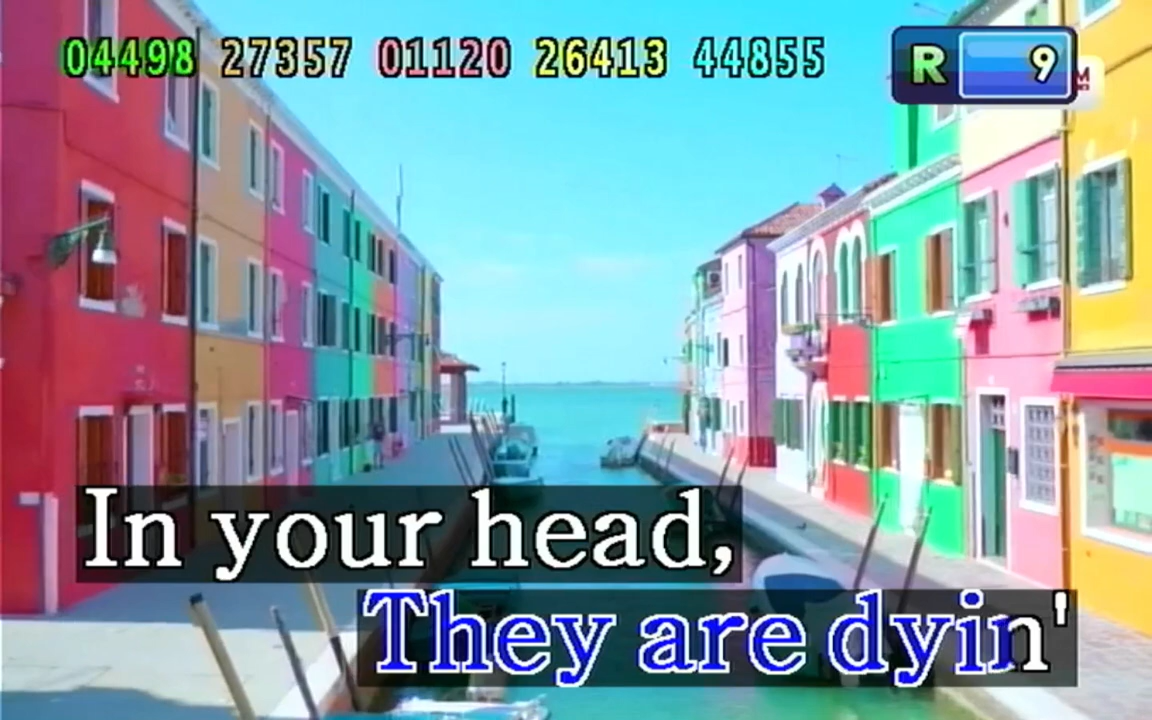 04498 27357 01120 26413 44855
R 9
M
In your head,
They are dyin'